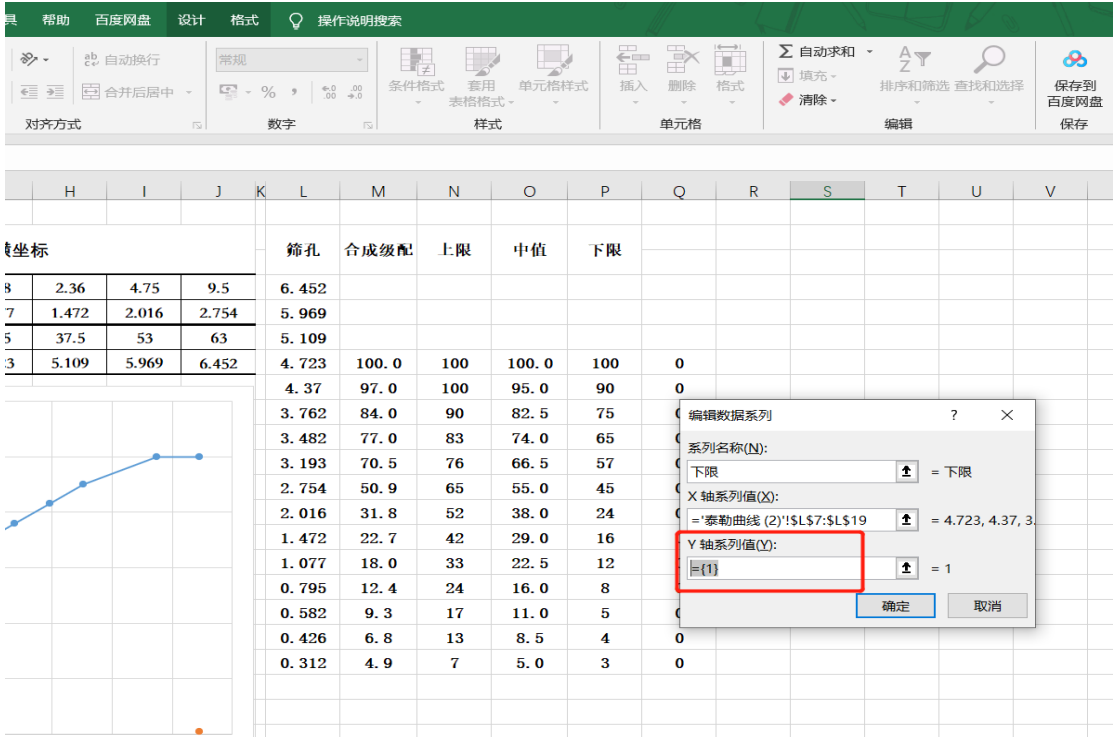 具 帮助 百度网盘 设计 格式 操作说明搜索
ab 自动换行 常规 条件格式 套用 单元格样式 插入 删除 格式 Σ 自动求和 排序和筛选 查找和选择 保存到
合并后居中 % 表格格式 填充 百度网盘
清除
对齐方式 数字 样式 单元格 编辑 保存
H I J K L M N O P Q R S T U V
坐标 筛孔 合成级配 上限 中值 下限
8 2.36 4.75 9.5 6.452
7 1.472 2.016 2.754 5.969
5 37.5 53 63 5.109
3 5.109 5.969 6.452 4.723 100.0 100 100.0 100 0
4.37 97.0 100 95.0 90 0
3.762 84.0 90 82.5 75
3.482 77.0 83 74.0 65
3.193 70.5 76 66.5 57
2.754 50.9 65 55.0 45
2.016 31.8 52 38.0 24
1.472 22.7 42 29.0 16
1.077 18.0 33 22.5 12
0.795 12.4 24 16.0 8
0.582 9.3 17 11.0 5
0.426 6.8 13 8.5 4 0
0.312 4.9 7 5.0 3 0
编辑数据系列 ? ×
系列名称(N):
下限 = 下限
X 轴系列值(X):
='泰勒曲线 (2)'!$L$7:$L$19 = 4.723, 4.37, 3.
Y 轴系列值(Y):
={1} = 1
确定 取消